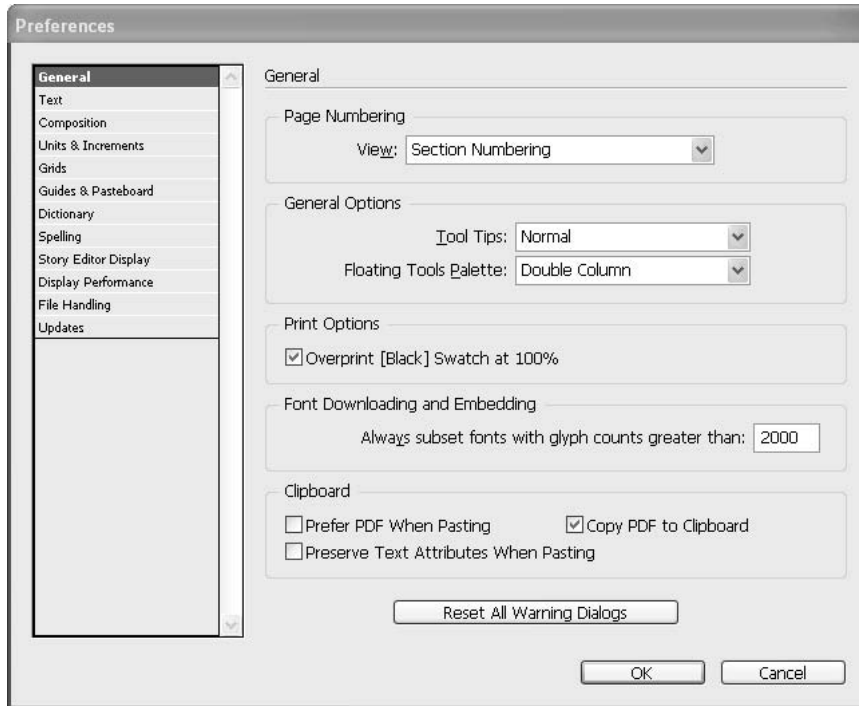 Preferences
General
Text
Composition
Units & Increments
Grids
Guides & Pasteboard
Dictionary
Spelling
Story Editor Display
Display Performance
File Handling
Updates
General
Page Numbering
View: Section Numbering
General Options
Tool Tips: Normal
Floating Tools Palette: Double Column
Print Options
Overprint [Black] Swatch at 100%
Font Downloading and Embedding
Always subset fonts with glyph counts greater than: 2000
Clipboard
Prefer PDF When Pasting Copy PDF to Clipboard
Preserve Text Attributes When Pasting
Reset All Warning Dialogs
OK Cancel